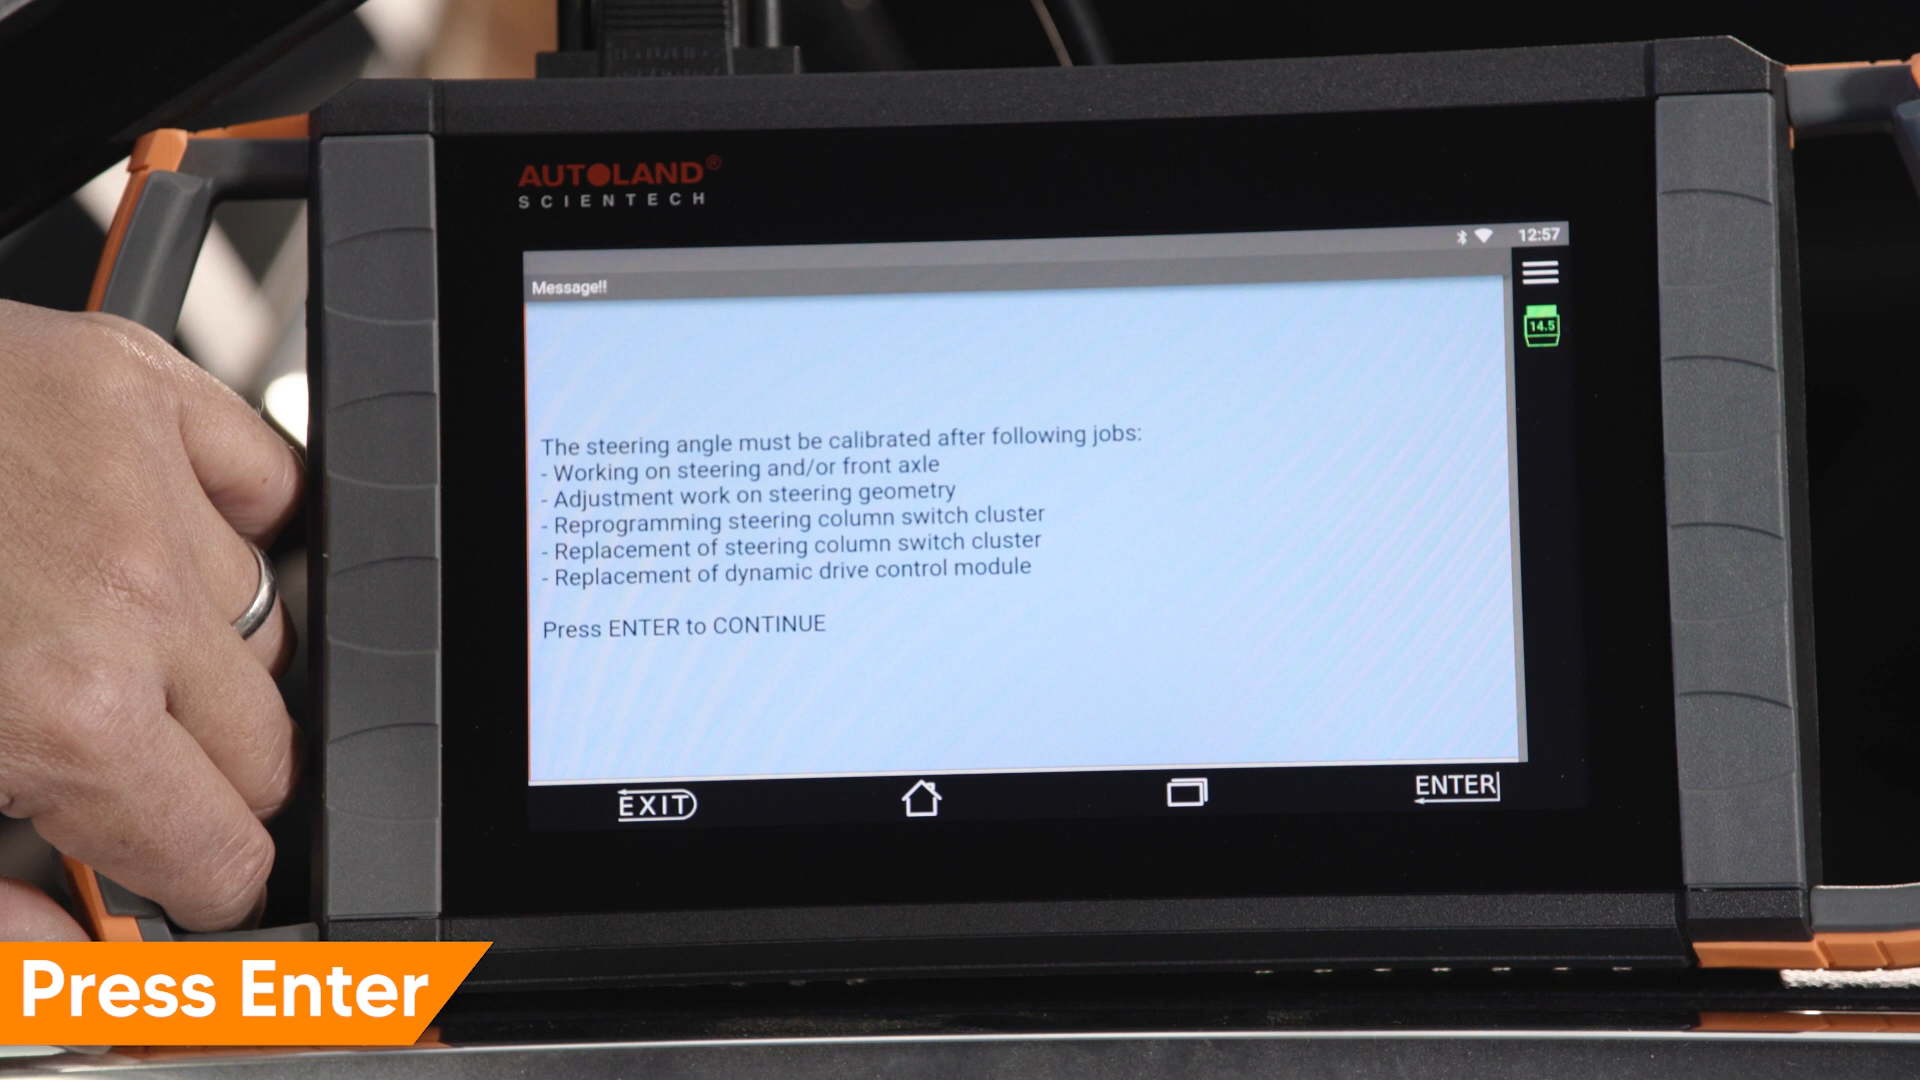 AUTOLAND®
SCIENTECH
12:57
Message!!
14.5
The steering angle must be calibrated after following jobs:
- Working on steering and/or front axle
- Adjustment work on steering geometry
- Reprogramming steering column switch cluster
- Replacement of steering column switch cluster
- Replacement of dynamic drive control module
Press ENTER to CONTINUE
EXIT
ENTER
Press Enter